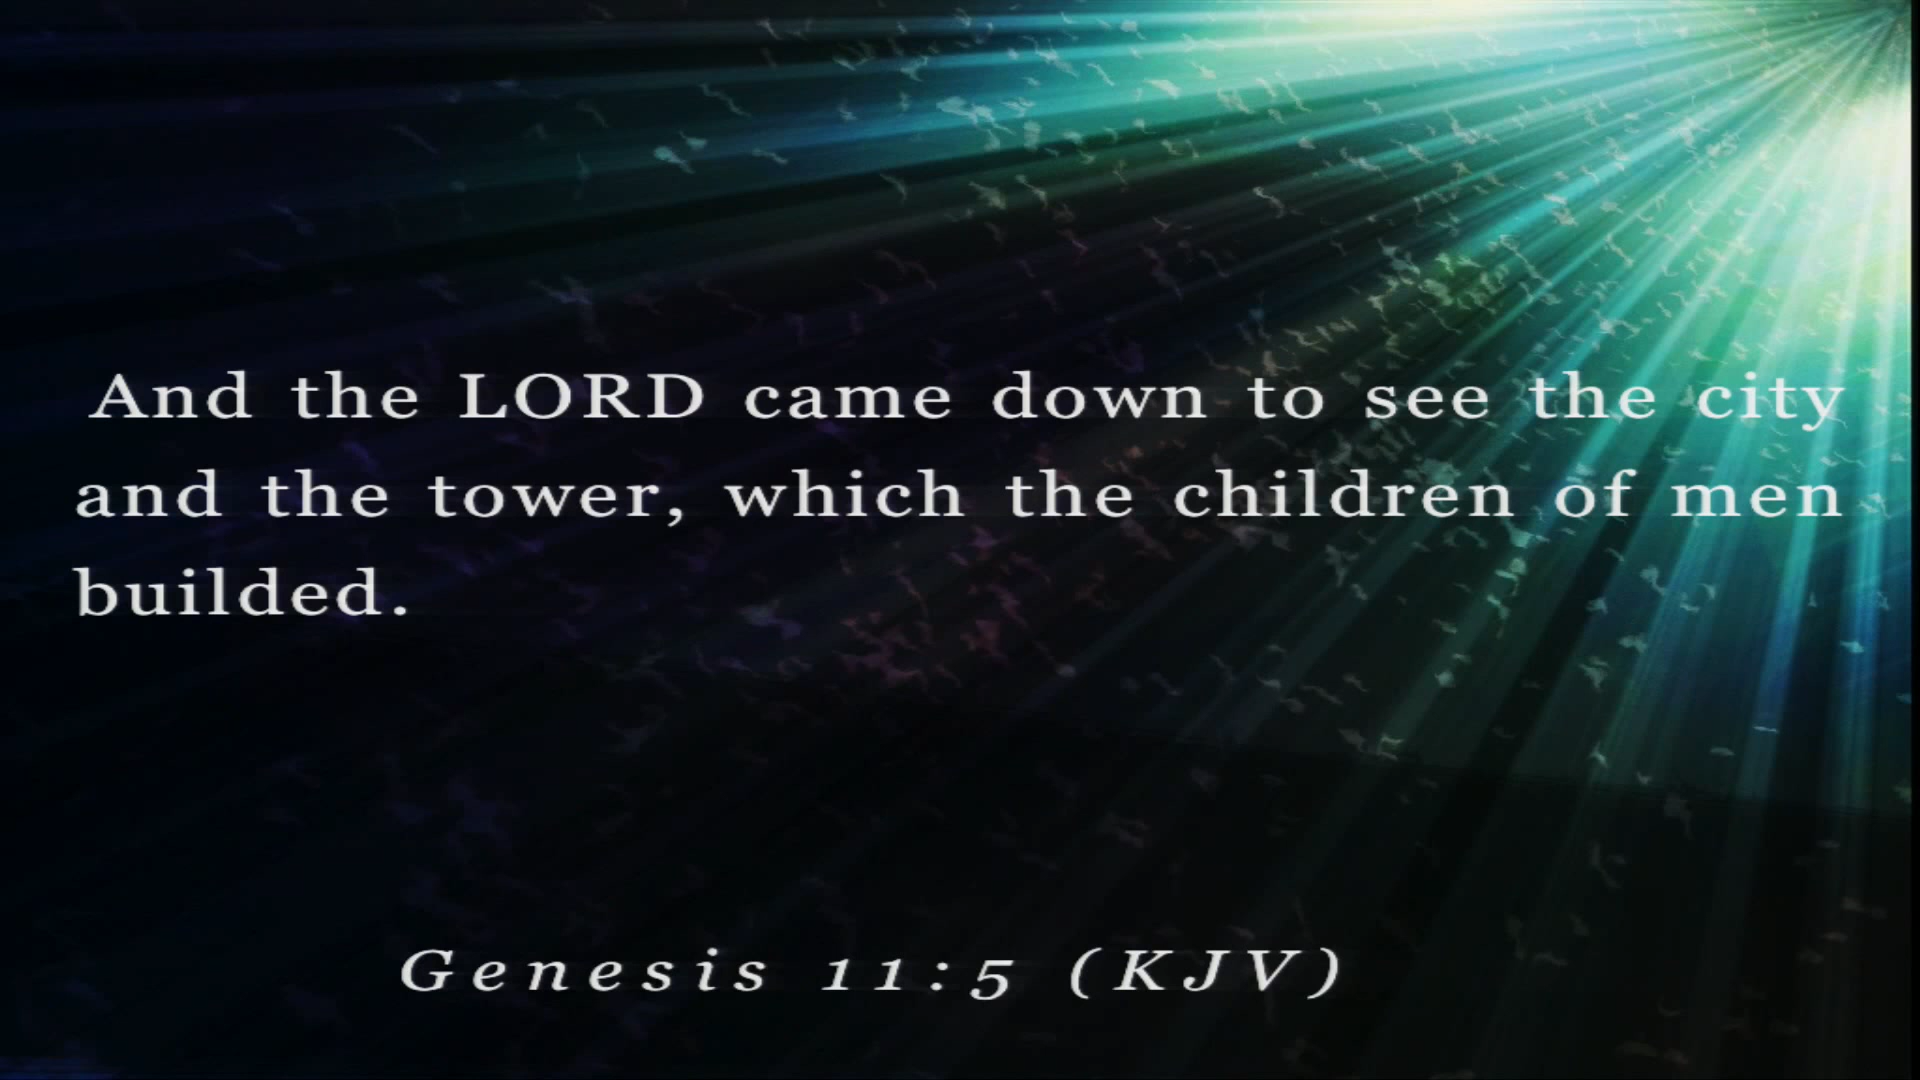 And the LORD came down to see the city
and the tower, which the children of men
builded.
Genesis 11:5 (KJV)